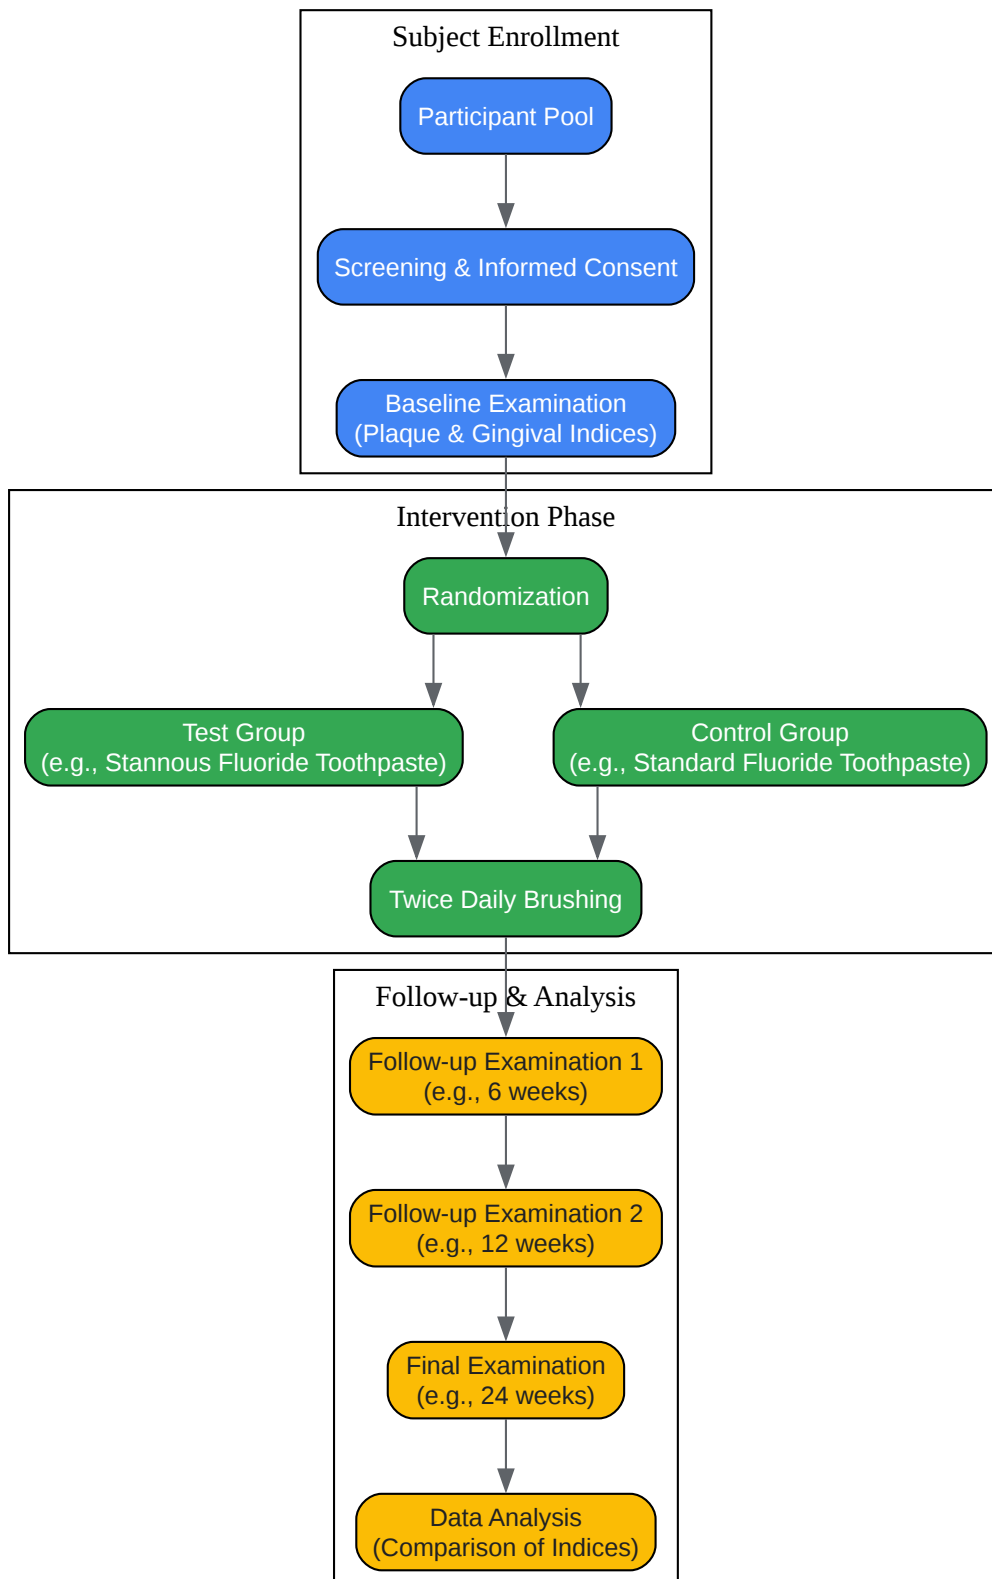 Subject Enrollment
Participant Pool
Screening & Informed Consent
Baseline Examination
(Plaque & Gingival Indices)
Intervention Phase
Randomization
Test Group
(e.g., Stannous Fluoride Toothpaste)
Control Group
(e.g., Standard Fluoride Toothpaste)
Twice Daily Brushing
Follow-up & Analysis
Follow-up Examination 1
(e.g., 6 weeks)
Follow-up Examination 2
(e.g., 12 weeks)
Final Examination
(e.g., 24 weeks)
Data Analysis
(Comparison of Indices)